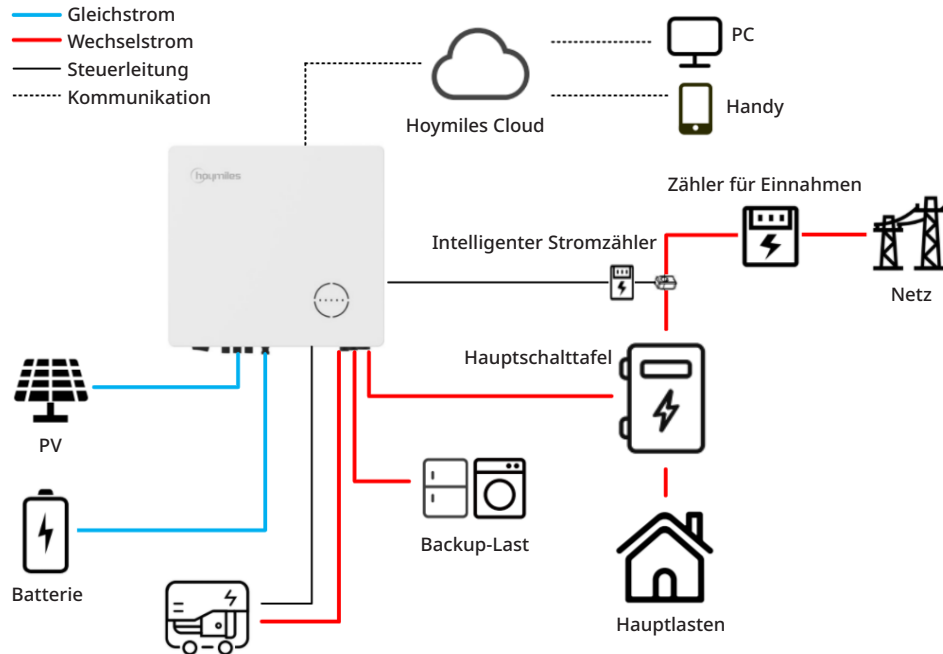 Gleichstrom
Wechselstrom
Steuerleitung
Kommunikation
PC
Hoymiles Cloud
Handy
hoymiles
Zähler für Einnahmen
Intelligenter Stromzähler
Netz
Hauptschalttafel
PV
Backup-Last
Batterie
Hauptlasten